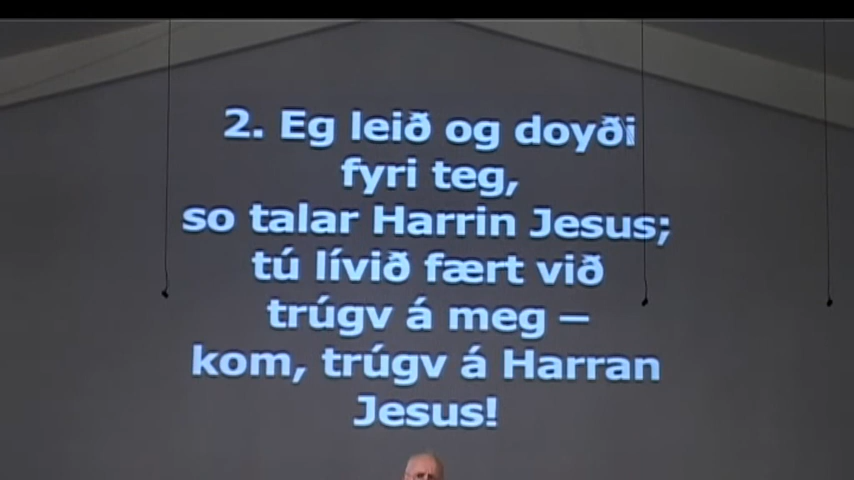 2. Eg leið og doyði
fyri teg,
so talar Harrin Jesus;
tú lívið fært við
trúgv á meg –
kom, trúgv á Harran
Jesus!